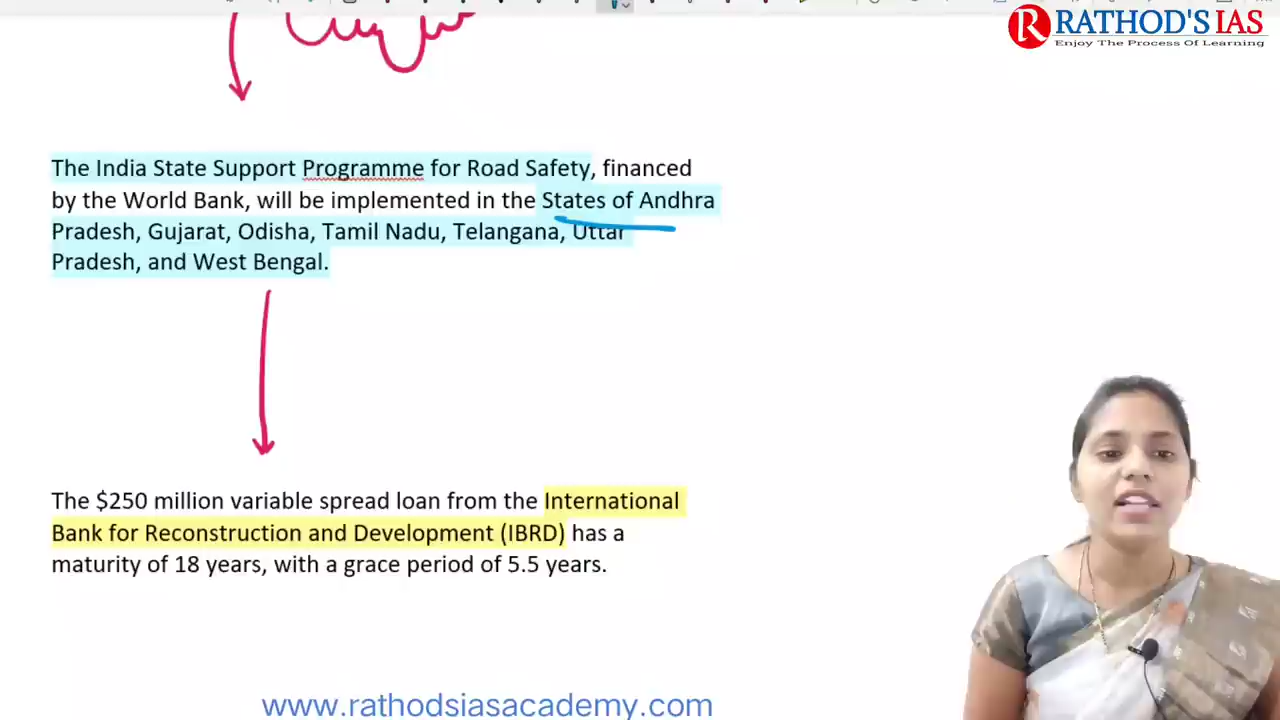 RATHOD'S IAS
Enjoy The Process Of Learning
The India State Support Programme for Road Safety, financed
by the World Bank, will be implemented in the States of Andhra
Pradesh, Gujarat, Odisha, Tamil Nadu, Telangana, Uttar
Pradesh, and West Bengal.
The $250 million variable spread loan from the International
Bank for Reconstruction and Development (IBRD) has a
maturity of 18 years, with a grace period of 5.5 years.
www.rathodsiasacademy.com